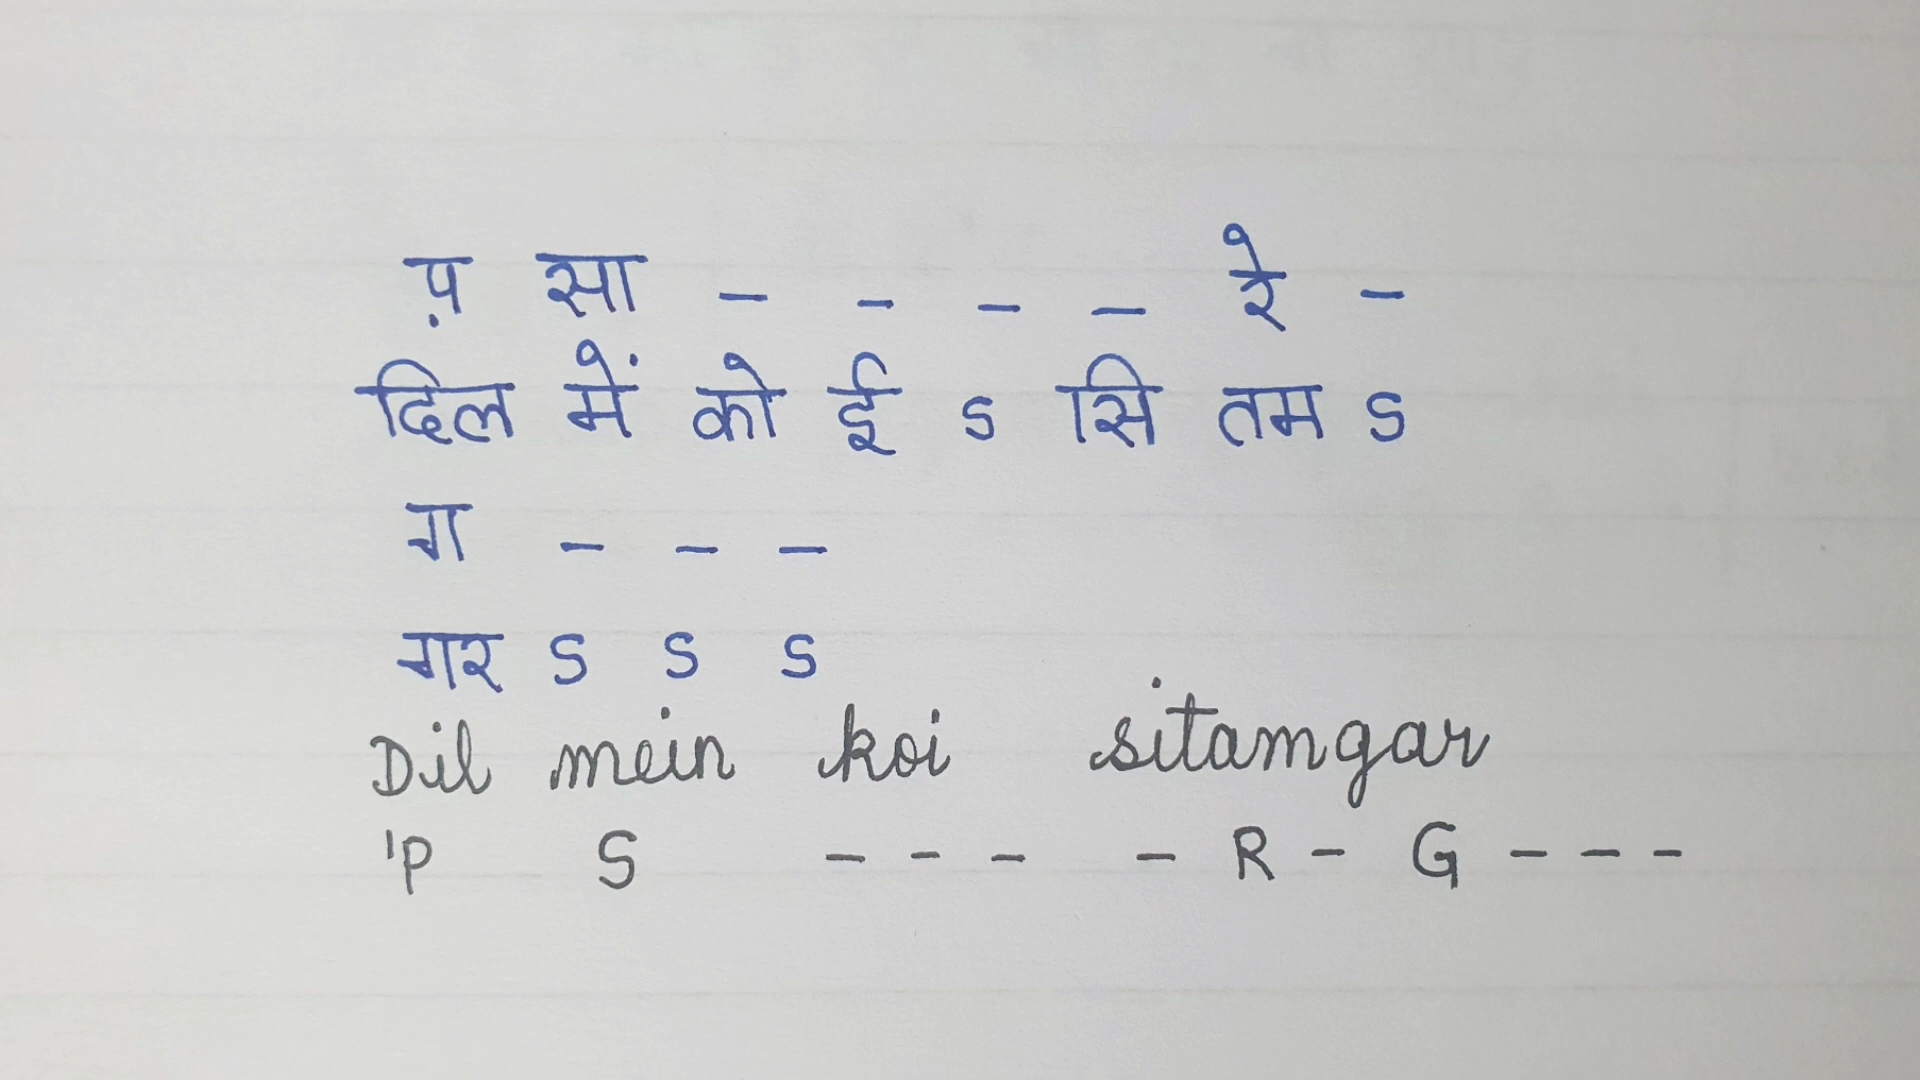 प़ सा - - - - रे -
दिल में को ई ऽ सि तम ऽ
ग - - -
गर ऽ ऽ ऽ
Dil mein koi sitamgar
'P S - - - - R - G - - -